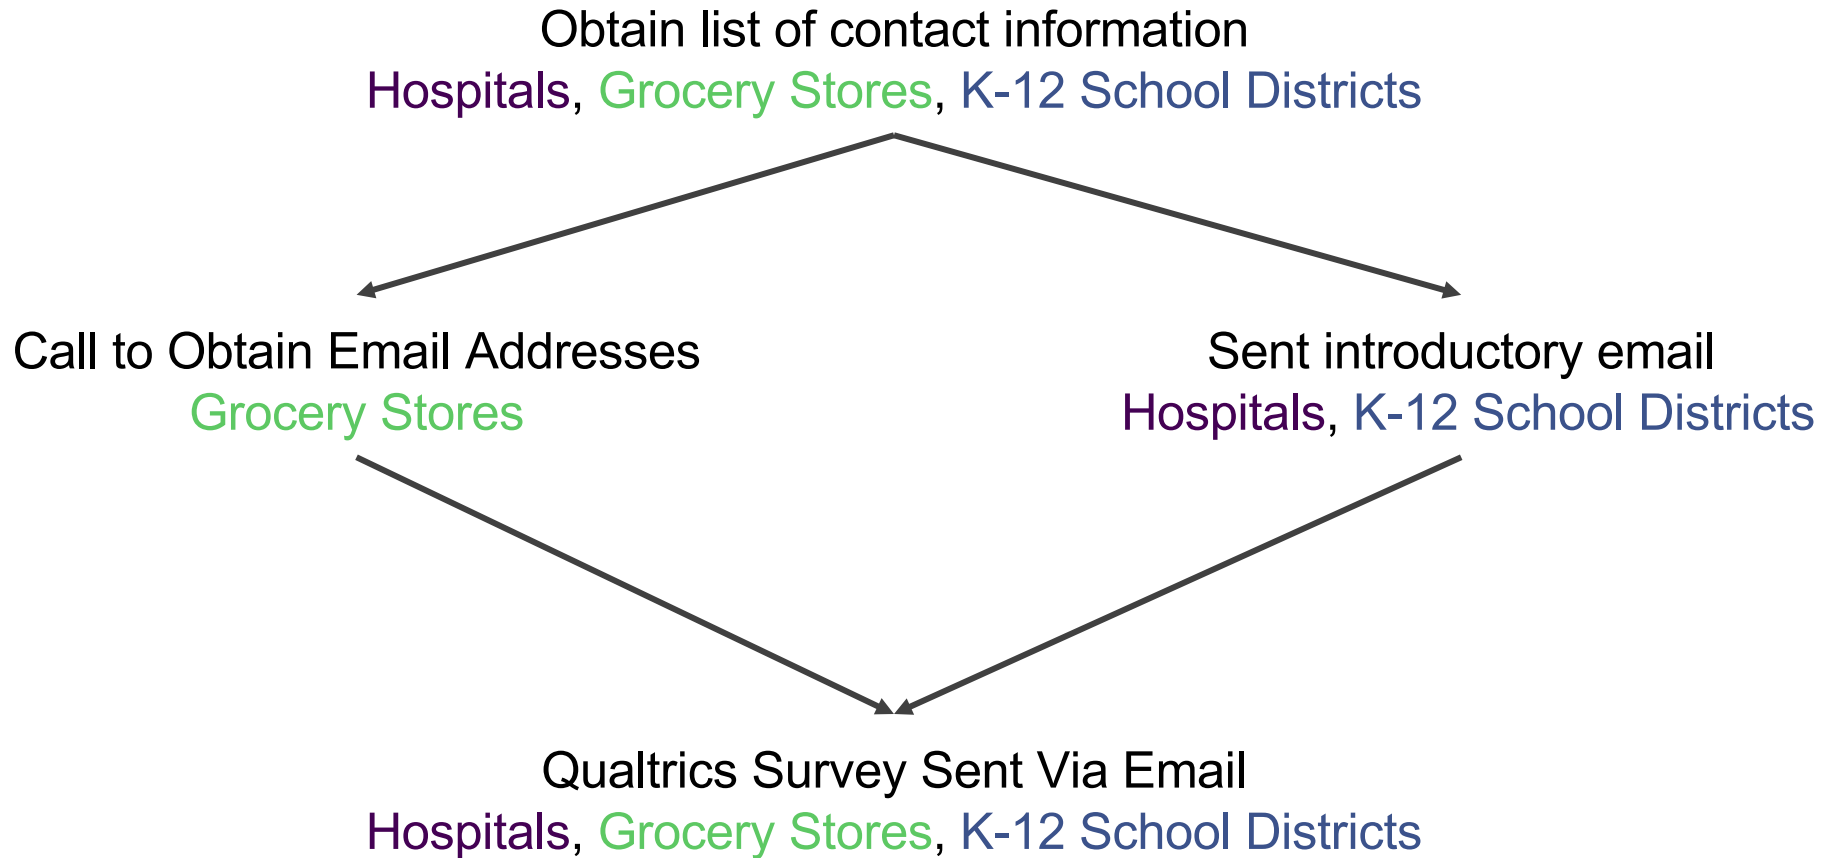 Obtain list of contact information
Hospitals, Grocery Stores, K-12 School Districts
Call to Obtain Email Addresses
Grocery Stores
Sent introductory email
Hospitals, K-12 School Districts
Qualtrics Survey Sent Via Email
Hospitals, Grocery Stores, K-12 School Districts